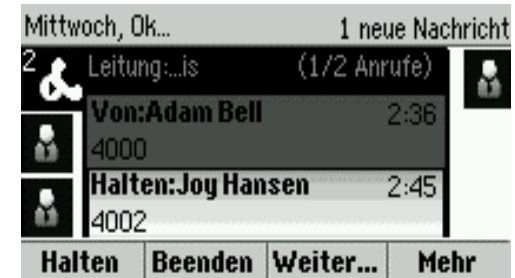 Mittwoch, Ok... 1 neue Nachricht
2 Leitung:...is (1/2 Anrufe)
Von:Adam Bell 2:36
4000
Halten:Joy Hansen 2:45
4002
Halten Beenden Weiter... Mehr